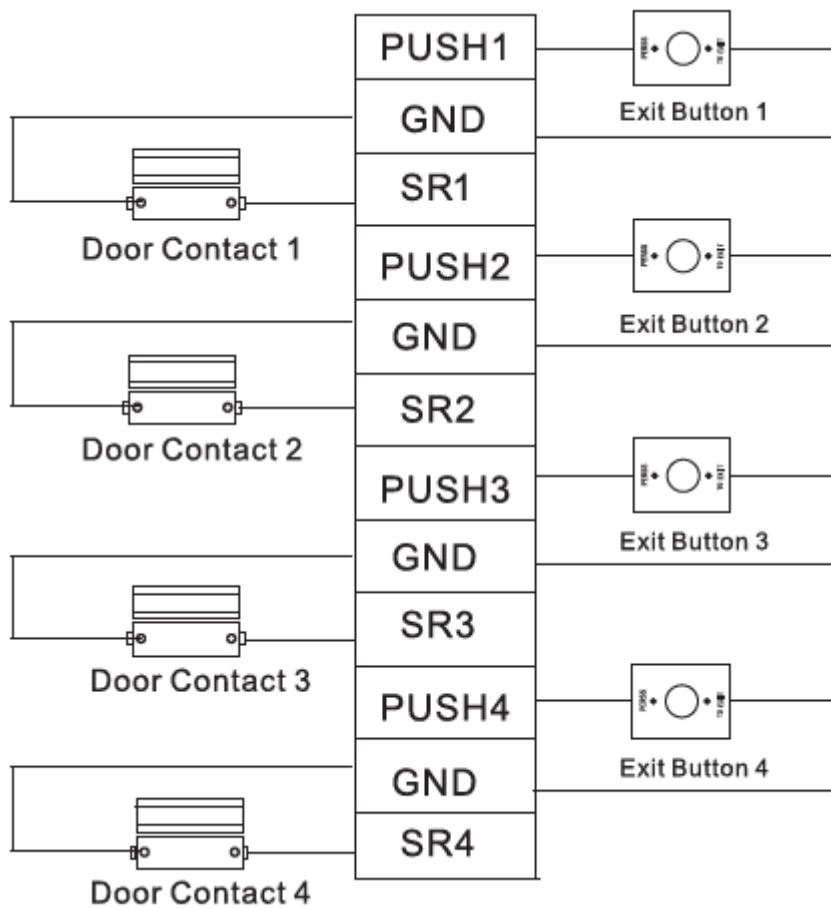 PUSH1
Exit Button 1
GND
SR1
Door Contact 1
PUSH2
Exit Button 2
GND
SR2
Door Contact 2
PUSH3
Exit Button 3
GND
SR3
Door Contact 3
PUSH4
Exit Button 4
GND
SR4
Door Contact 4